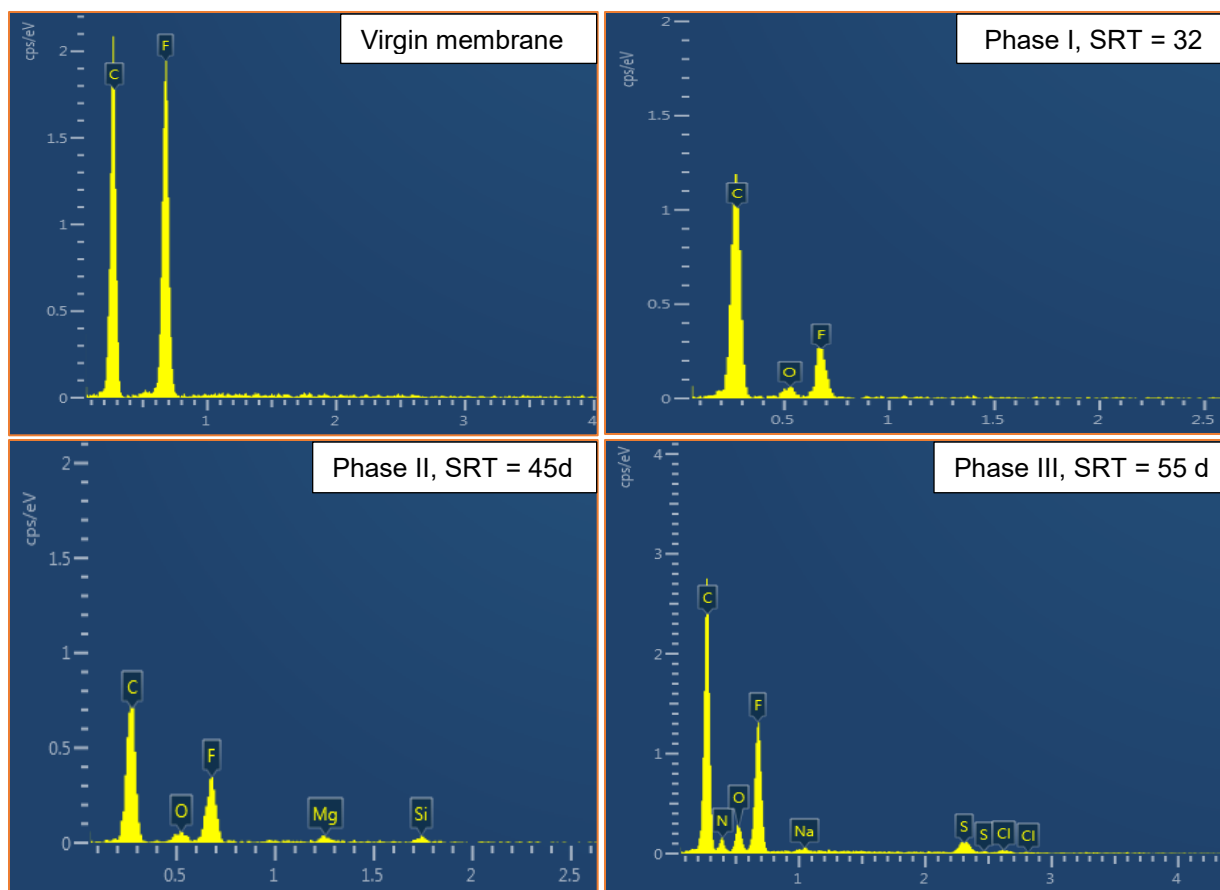 Virgin membrane
cps/eV
2
1.5
1
0.5
0
C
F
1
2
3
4
Phase I, SRT = 32
cps/eV
2
1.5
1
0.5
0
C
O
F
0.5
1
1.5
2
2.5
Phase II, SRT = 45d
cps/eV
2
1.5
1
0.5
0
C
O
F
Mg
Si
0.5
1
1.5
2
2.5
Phase III, SRT = 55 d
cps/eV
4
3
2
1
0
C
N
O
F
Na
S
S
Cl
Cl
1
2
3
4